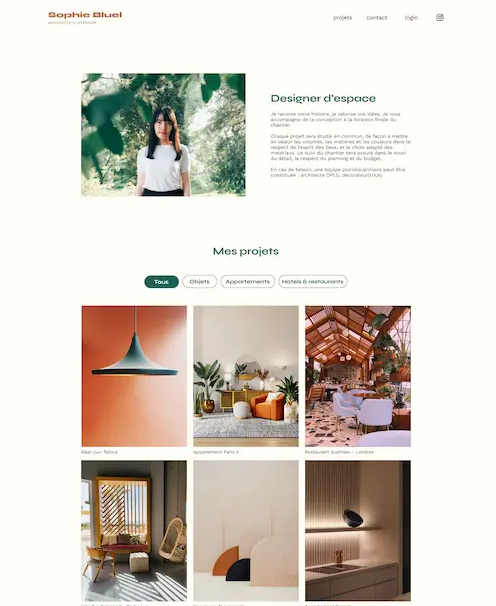 Sophie Bluel
ARCHITECTE D'INTÉRIEUR
projets contact login
Designer d'espace
Je raconte votre histoire, je valorise vos idées. Je vous
accompagne de la conception à la livraison finale du
chantier.
Chaque projet sera étudié en commun, de façon à mettre
en valeur les volumes, les matières et les couleurs dans le
respect de l'esprit des lieux, et le choix adapté des
matériaux. Le suivi du chantier sera assuré dans le souci
du détail, le respect du planning et du budget.
En cas de besoin, une équipe pluridisciplinaire peut être
constituée : architecte DPLG, décorateur(trice).
Mes projets
Tous Objets Appartements Hotels & restaurants
Abat-jour Tahina
Appartement Paris V
Restaurant Sushisen - Londres